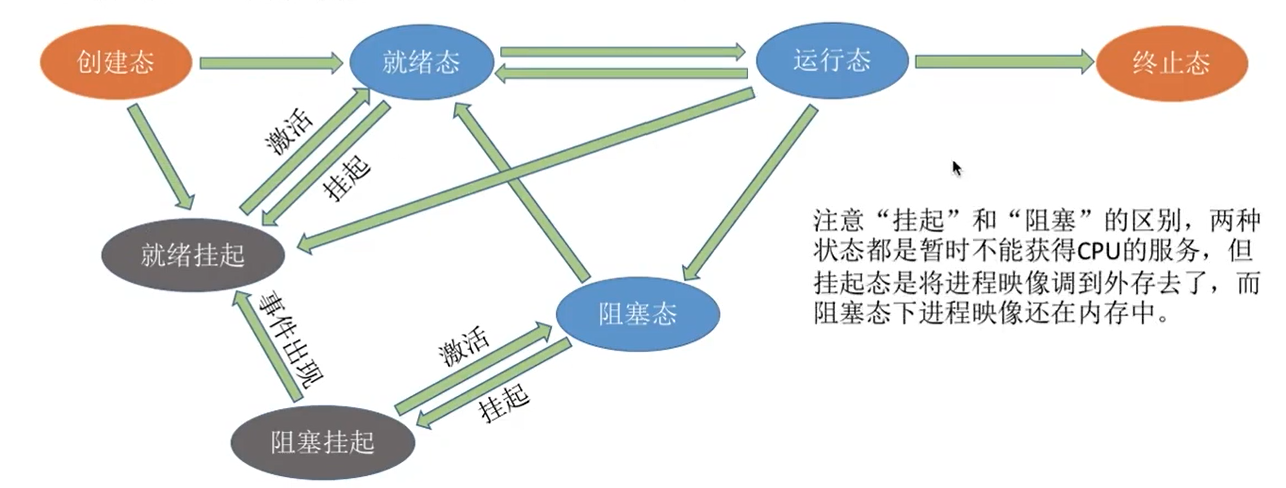 创建态
就绪态
运行态
终止态
激活
挂起
就绪挂起
事件出现
阻塞态
激活
挂起
阻塞挂起
注意“挂起”和“阻塞”的区别，两种
状态都是暂时不能获得CPU的服务，但
挂起态是将进程映像调到外存去了，而
阻塞态下进程映像还在内存中。